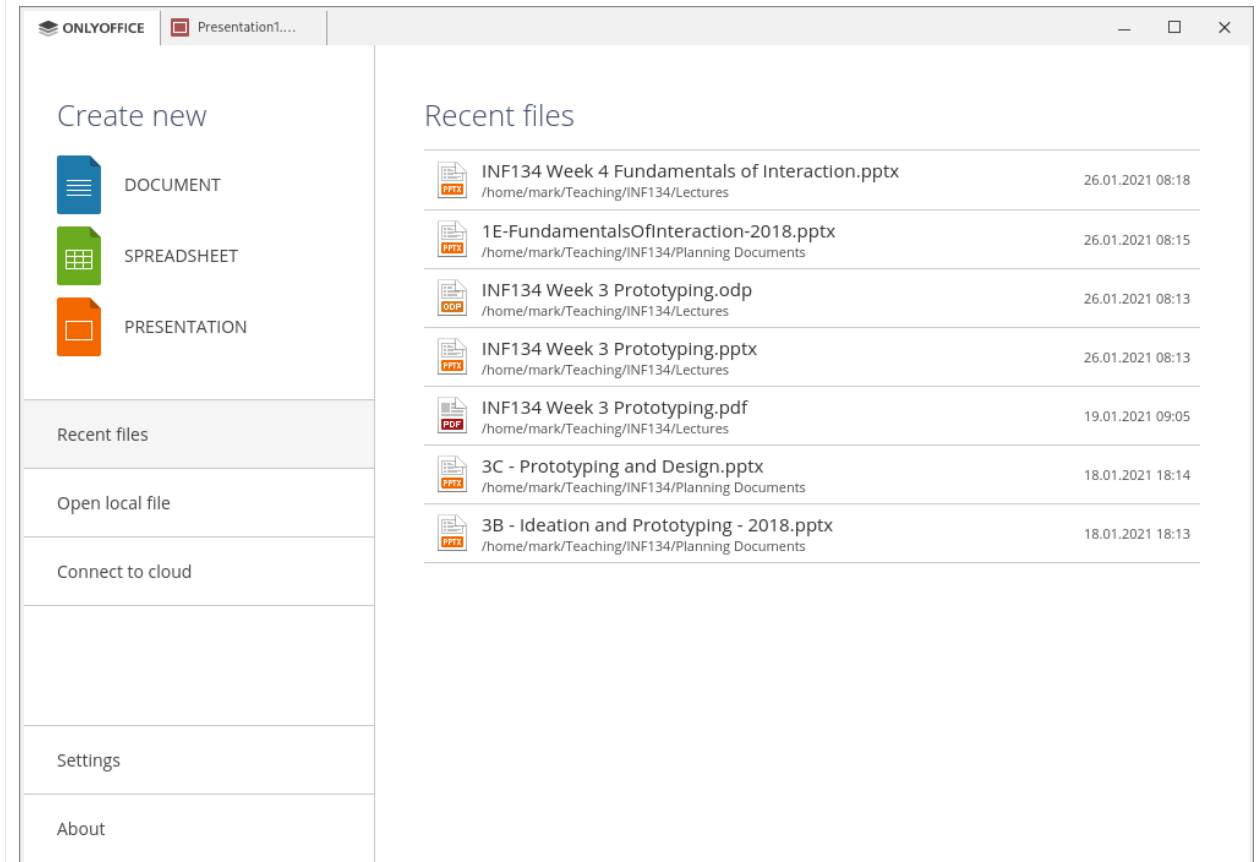 ONLYOFFICE
Presentation1....
Create new
DOCUMENT
SPREADSHEET
PRESENTATION
Recent files
Open local file
Connect to cloud
Settings
About
Recent files
PPTX INF134 Week 4 Fundamentals of Interaction.pptx 26.01.2021 08:18
/home/mark/Teaching/INF134/Lectures
PPTX 1E-FundamentalsOfInteraction-2018.pptx 26.01.2021 08:15
/home/mark/Teaching/INF134/Planning Documents
ODP INF134 Week 3 Prototyping.odp 26.01.2021 08:13
/home/mark/Teaching/INF134/Lectures
PPTX INF134 Week 3 Prototyping.pptx 26.01.2021 08:13
/home/mark/Teaching/INF134/Lectures
PDF INF134 Week 3 Prototyping.pdf 19.01.2021 09:05
/home/mark/Teaching/INF134/Lectures
PPTX 3C - Prototyping and Design.pptx 18.01.2021 18:14
/home/mark/Teaching/INF134/Planning Documents
PPTX 3B - Ideation and Prototyping - 2018.pptx 18.01.2021 18:13
/home/mark/Teaching/INF134/Planning Documents